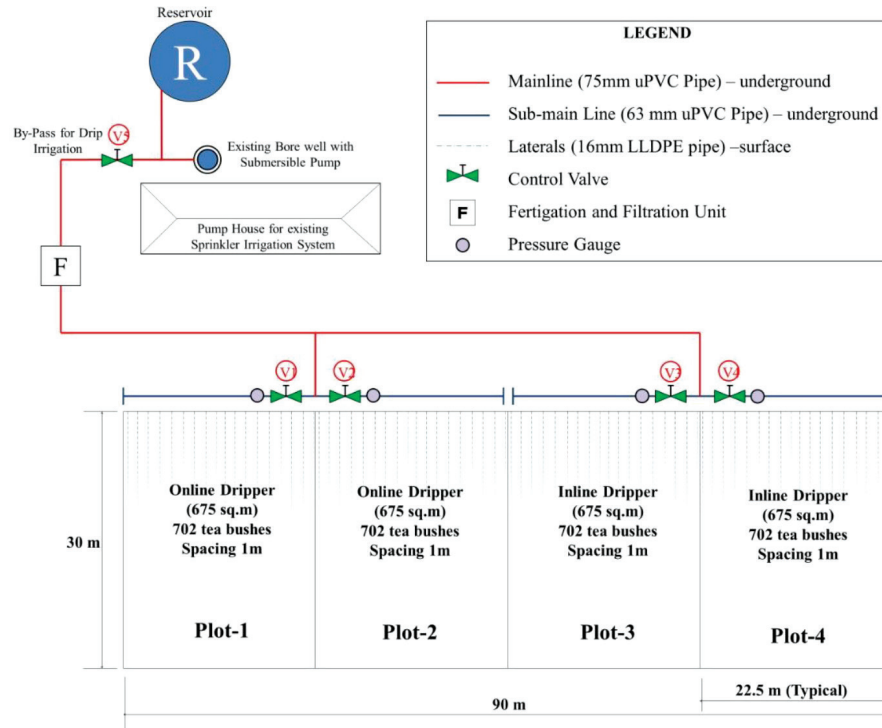 Reservoir
R
By-Pass for Drip
Irrigation
V5
Existing Bore well with
Submersible Pump
Pump House for existing
Sprinkler Irrigation System
F
LEGEND
Mainline (75mm uPVC Pipe) – underground
Sub-main Line (63 mm uPVC Pipe) – underground
Laterals (16mm LLDPE pipe) –surface
Control Valve
F
Fertigation and Filtration Unit
Pressure Gauge
V1
V2
V3
V4
30 m
Online Dripper
(675 sq.m)
702 tea bushes
Spacing 1m
Plot-1
Online Dripper
(675 sq.m)
702 tea bushes
Spacing 1m
Plot-2
Inline Dripper
(675 sq.m)
702 tea bushes
Spacing 1m
Plot-3
Inline Dripper
(675 sq.m)
702 tea bushes
Spacing 1m
Plot-4
22.5 m (Typical)
90 m